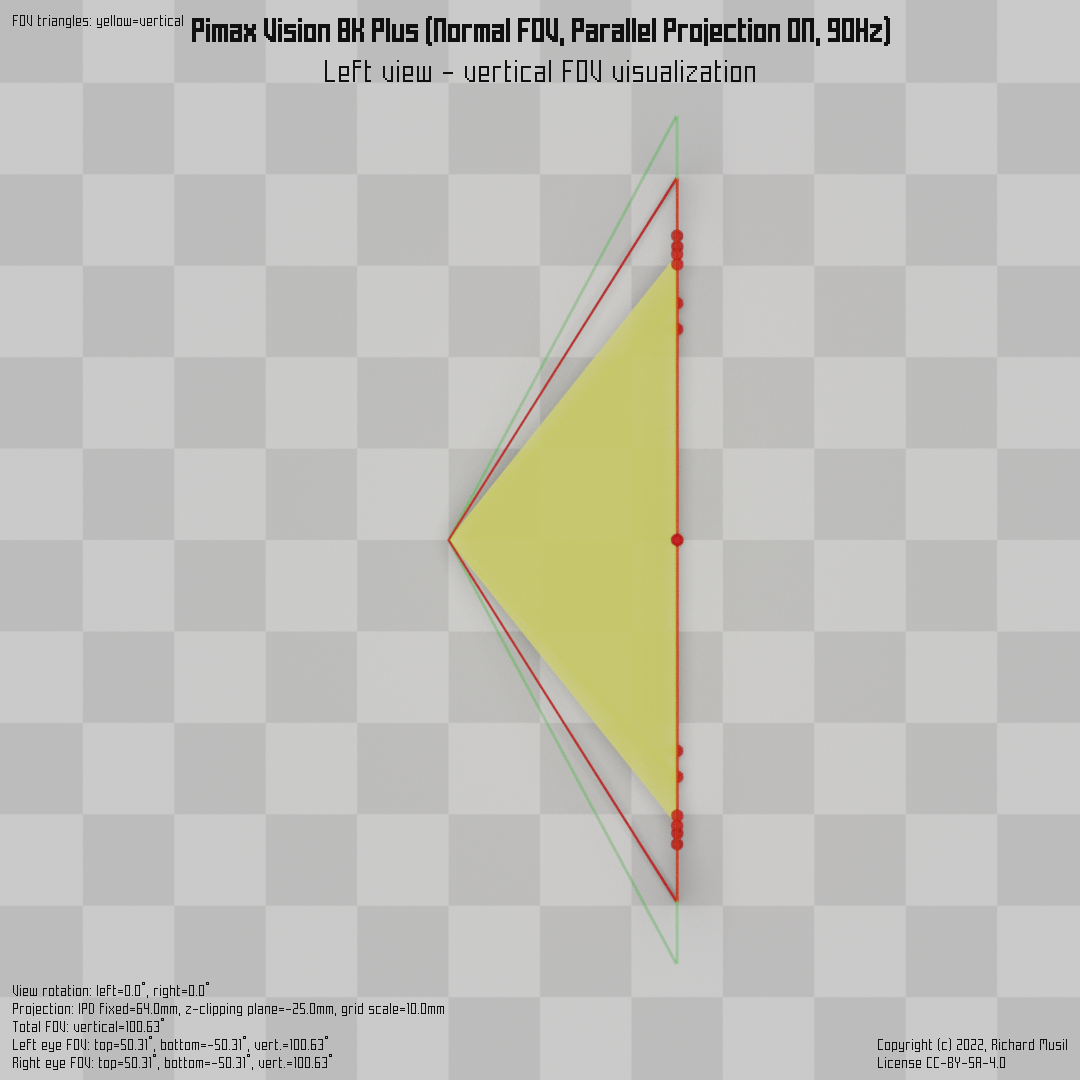 FOV triangles: yellow=vertical
Pimax Vision 8K Plus (Normal FOV, Parallel Projection ON, 90Hz)
Left view - vertical FOV visualization
View rotation: left=0.0°, right=0.0°
Projection: IPD fixed=64.0mm, z-clipping plane=-25.0mm, grid scale=10.0mm
Total FOV: vertical=100.63°
Left eye FOV: top=50.31°, bottom=-50.31°, vert.=100.63°
Right eye FOV: top=50.31°, bottom=-50.31°, vert.=100.63°
Copyright (c) 2022, Richard Musil
License CC-BY-SA-4.0